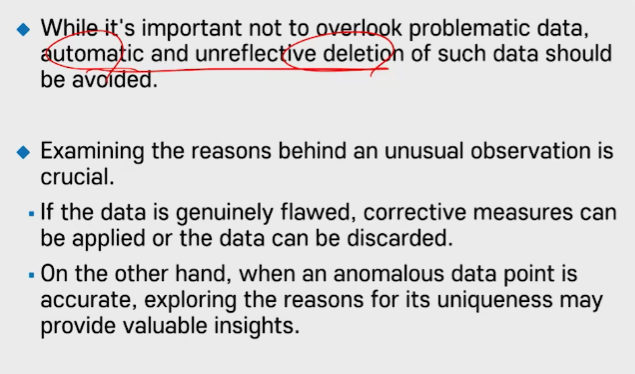 While it's important not to overlook problematic data,
automatic and unreflective deletion of such data should
be avoided.
Examining the reasons behind an unusual observation is
crucial.
If the data is genuinely flawed, corrective measures can
be applied or the data can be discarded.
On the other hand, when an anomalous data point is
accurate, exploring the reasons for its uniqueness may
provide valuable insights.